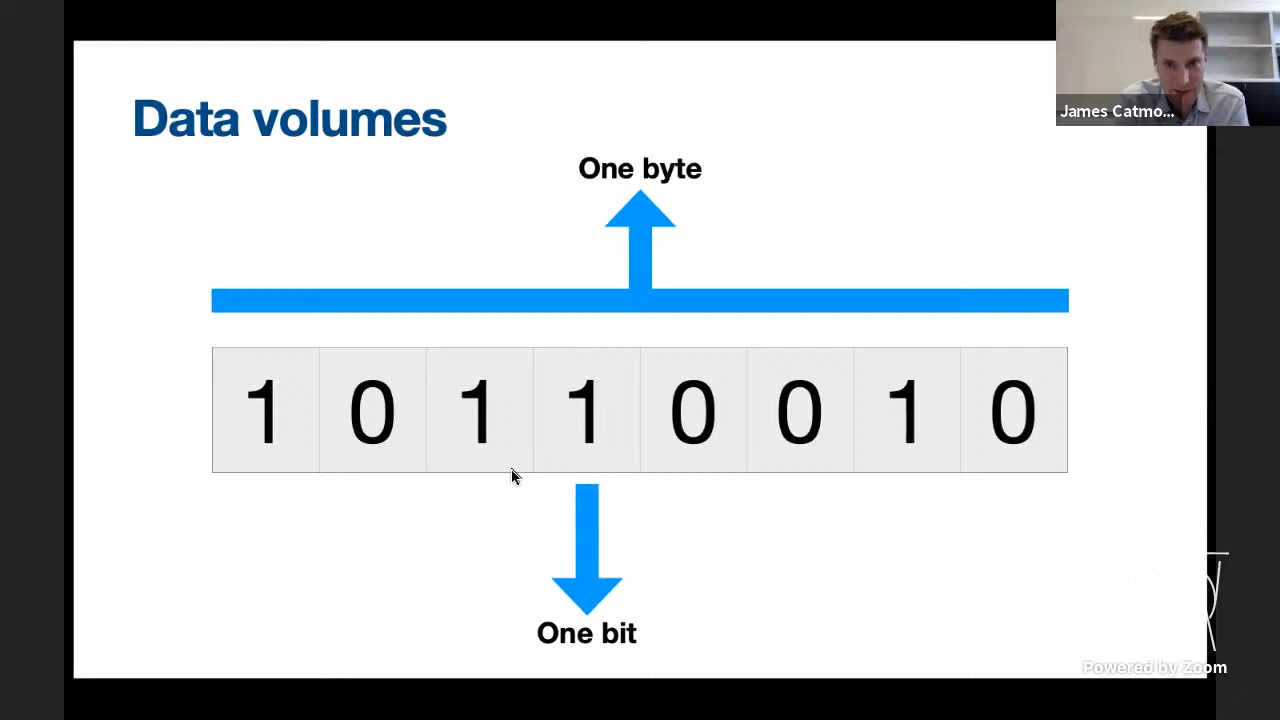 James Catmo...
Data volumes
One byte
1 0 1 1 0 0 1 0
One bit
Powered by Zoom